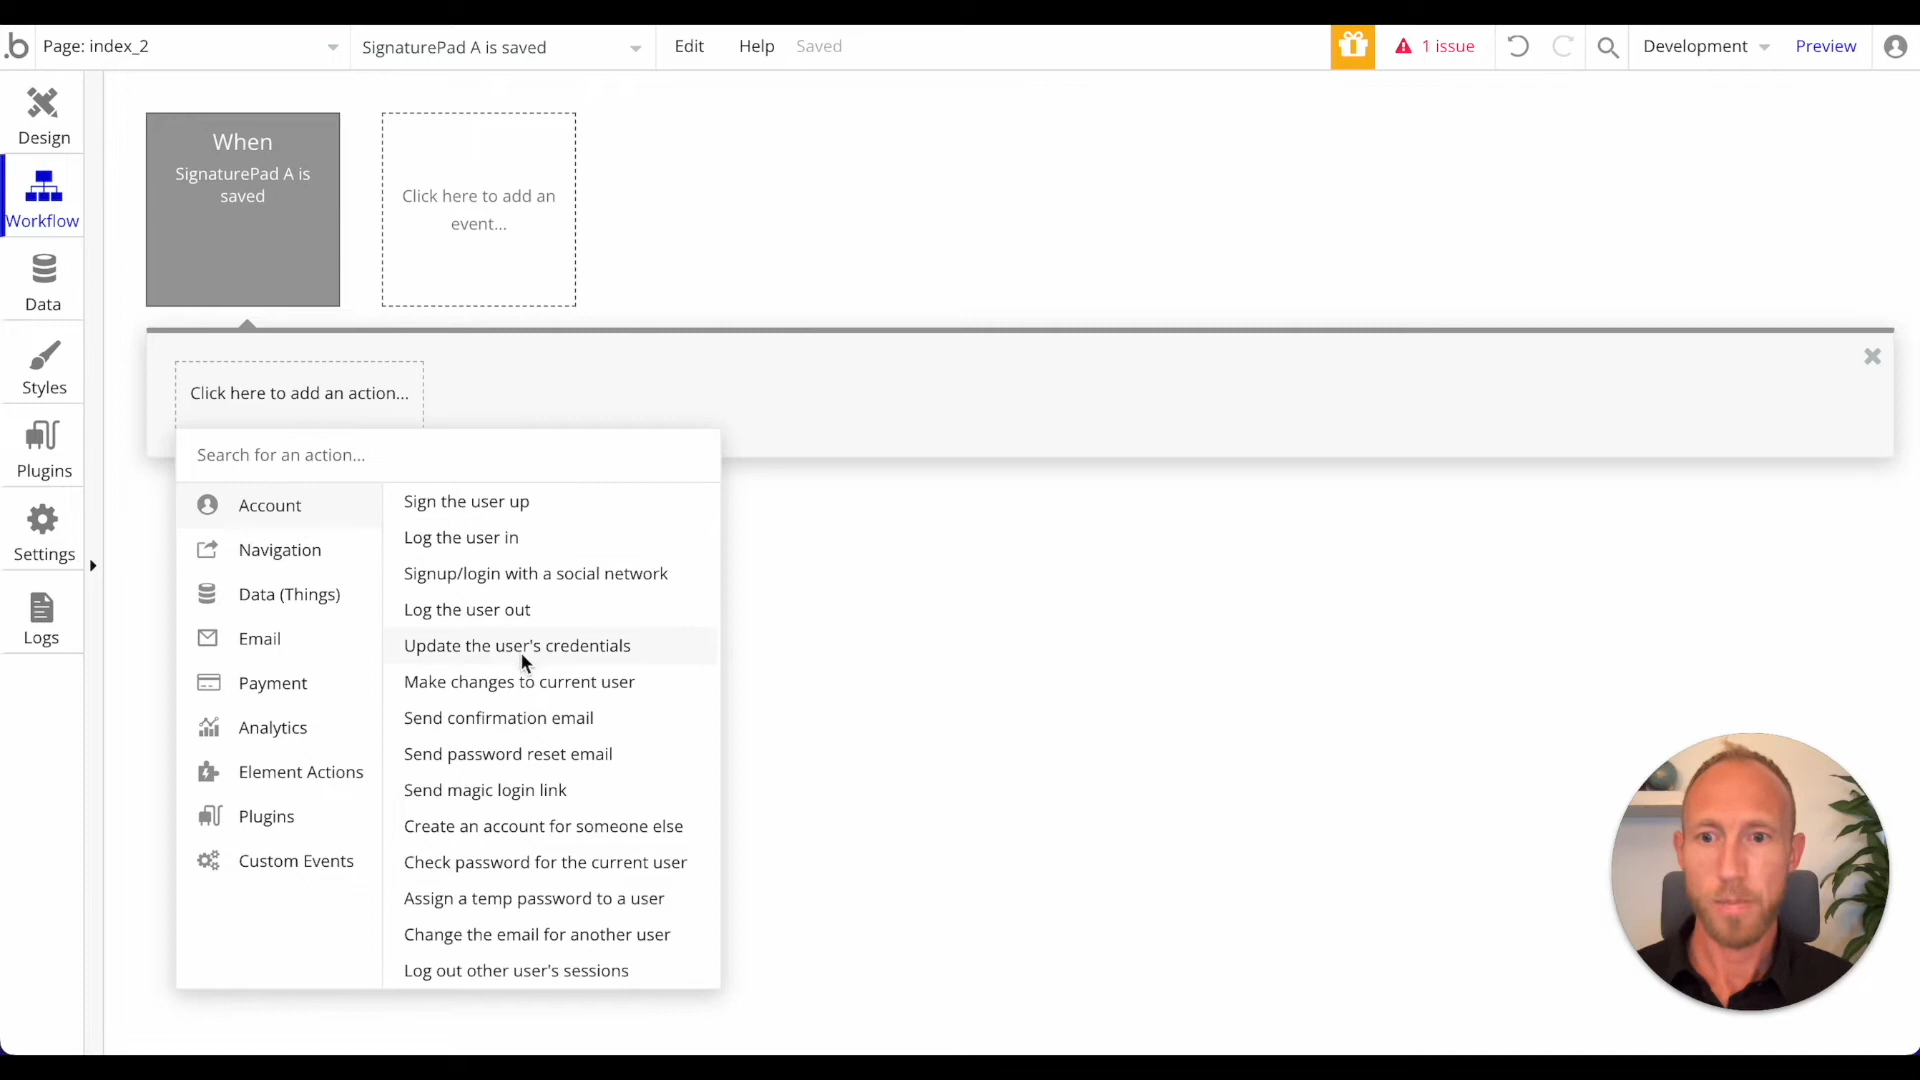 Page: index_2
SignaturePad A is saved
Edit
Help
Saved
1 issue
Development
Preview
Design
Workflow
Data
Styles
Plugins
Settings
Logs
When
SignaturePad A is
saved
Click here to add an
event...
Click here to add an action...
Search for an action...
Account
Navigation
Data (Things)
Email
Payment
Analytics
Element Actions
Plugins
Custom Events
Sign the user up
Log the user in
Signup/login with a social network
Log the user out
Update the user's credentials
Make changes to current user
Send confirmation email
Send password reset email
Send magic login link
Create an account for someone else
Check password for the current user
Assign a temp password to a user
Change the email for another user
Log out other user's sessions